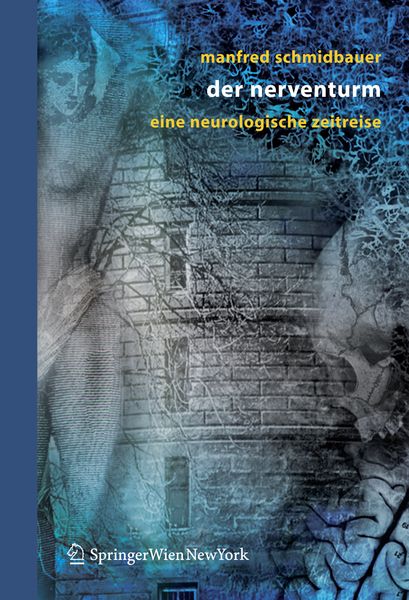 manfred schmidbauer
der nerventurm
eine neurologische zeitreise
SpringerWienNewYork